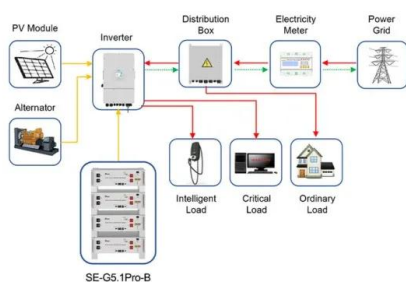 PV Module
Inverter
Distribution
Box
Electricity
Meter
Power
Grid
Alternator
Intelligent
Load
Critical
Load
Ordinary
Load
SE-G5.1Pro-B